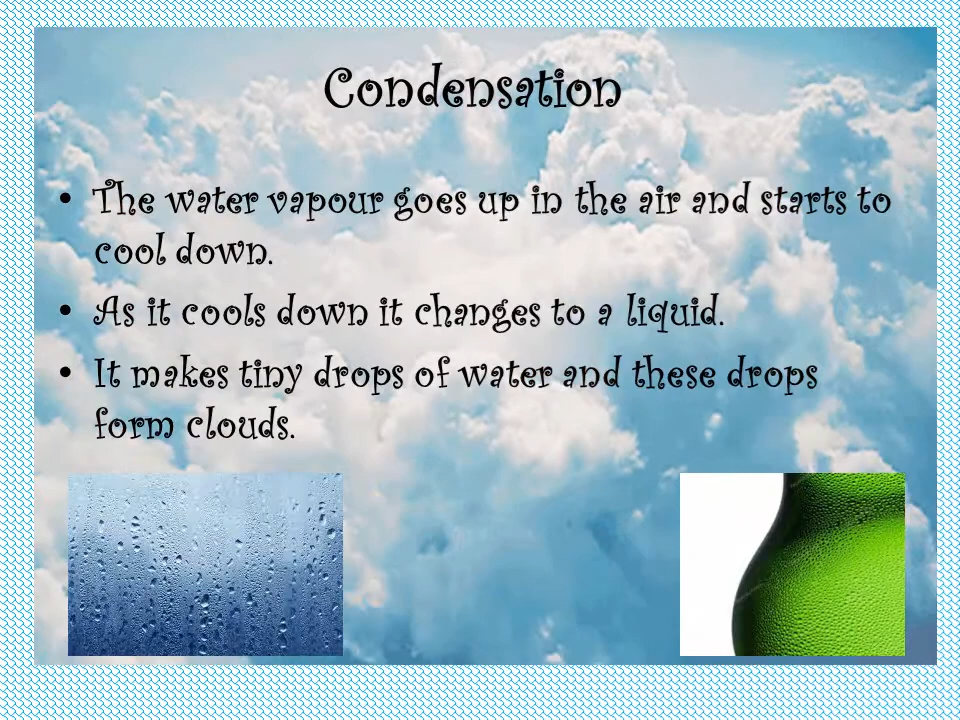 Condensation
• The water vapour goes up in the air and starts to
cool down.
• As it cools down it changes to a liquid.
• It makes tiny drops of water and these drops
form clouds.